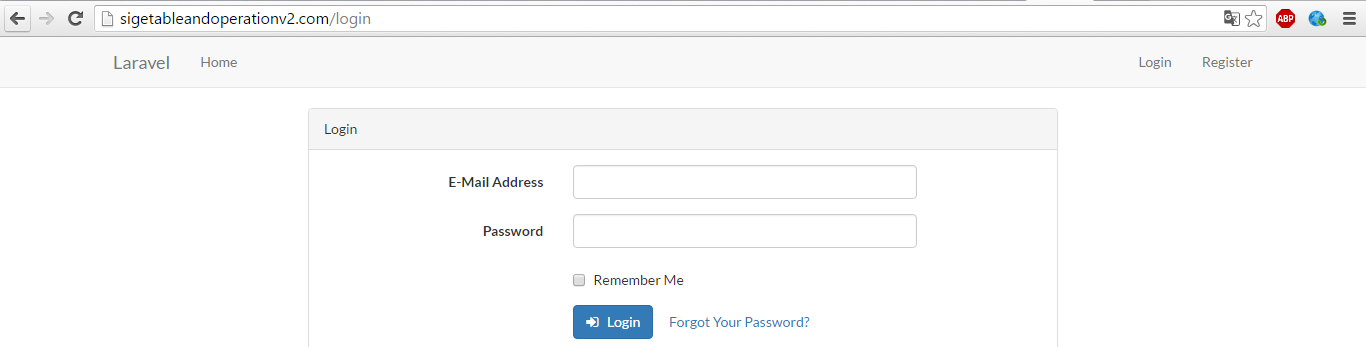 sigetableandoperationv2.com/login
ABP
Laravel Home Login Register
Login
E-Mail Address
Password
Remember Me
Login Forgot Your Password?